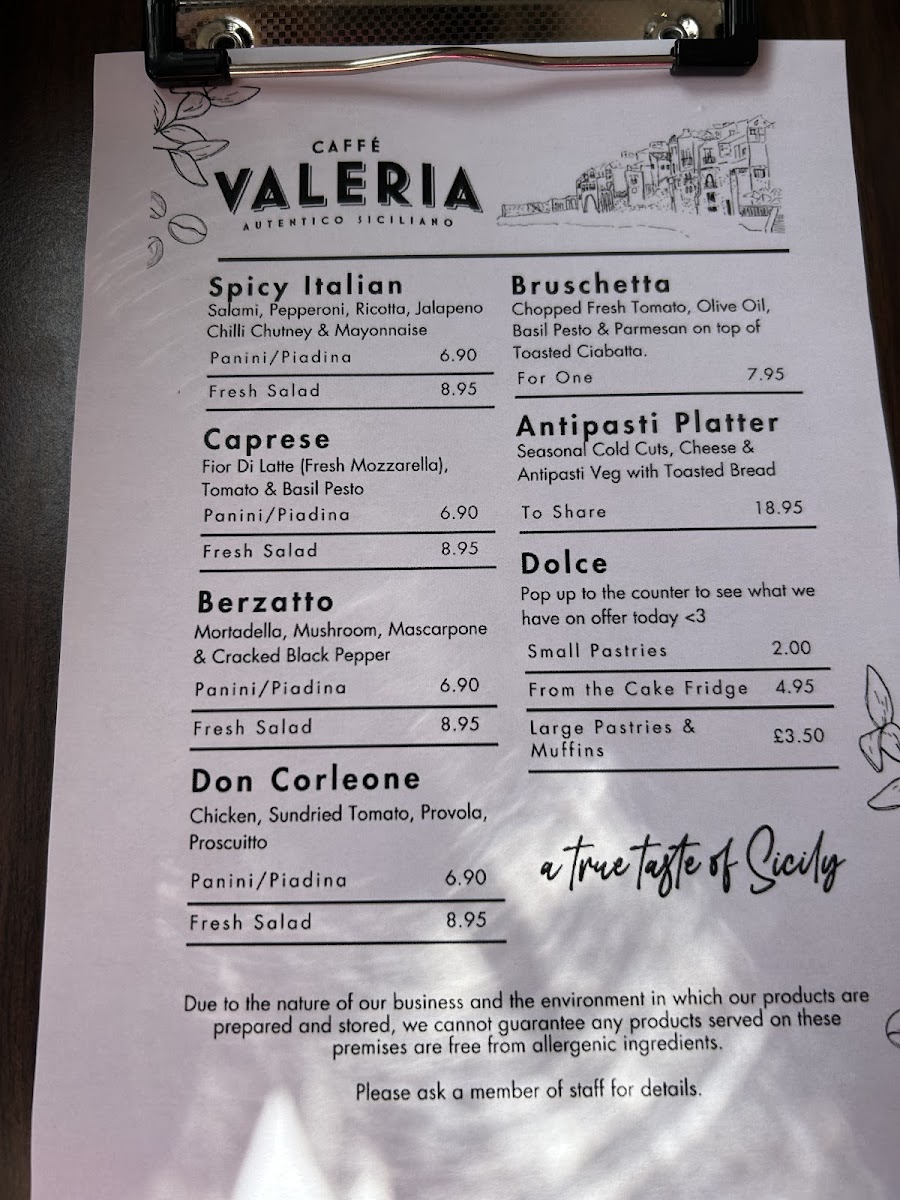 CAFFÉ
VALERIA
AUTENTICO SICILIANO
Spicy Italian
Salami, Pepperoni, Ricotta, Jalapeno
Chilli Chutney & Mayonnaise
Panini/Piadina 6.90
Fresh Salad 8.95
Caprese
Fior Di Latte (Fresh Mozzarella),
Tomato & Basil Pesto
Panini/Piadina 6.90
Fresh Salad 8.95
Berzatto
Mortadella, Mushroom, Mascarpone
& Cracked Black Pepper
Panini/Piadina 6.90
Fresh Salad 8.95
Don Corleone
Chicken, Sundried Tomato, Provola,
Proscuitto
Panini/Piadina 6.90
Fresh Salad 8.95
Bruschetta
Chopped Fresh Tomato, Olive Oil,
Basil Pesto & Parmesan on top of
Toasted Ciabatta.
For One 7.95
Antipasti Platter
Seasonal Cold Cuts, Cheese &
Antipasti Veg with Toasted Bread
To Share 18.95
Dolce
Pop up to the counter to see what we
have on offer today <3
Small Pastries 2.00
From the Cake Fridge 4.95
Large Pastries &
Muffins £3.50
a true taste of Sicily
Due to the nature of our business and the environment in which our products are
prepared and stored, we cannot guarantee any products served on these
premises are free from allergenic ingredients.
Please ask a member of staff for details.